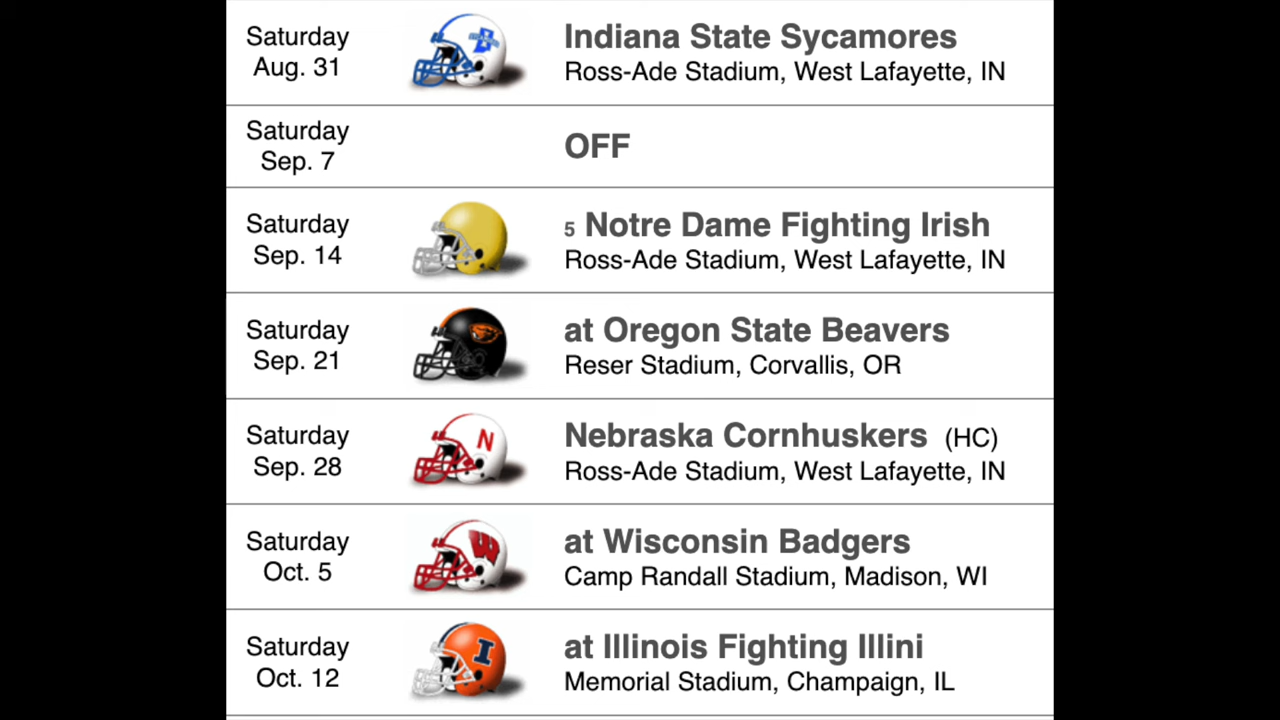 Saturday
Aug. 31
Indiana State Sycamores
Ross-Ade Stadium, West Lafayette, IN
Saturday
Sep. 7
OFF
Saturday
Sep. 14
5 Notre Dame Fighting Irish
Ross-Ade Stadium, West Lafayette, IN
Saturday
Sep. 21
at Oregon State Beavers
Reser Stadium, Corvallis, OR
Saturday
Sep. 28
N
Nebraska Cornhuskers (HC)
Ross-Ade Stadium, West Lafayette, IN
Saturday
Oct. 5
W
at Wisconsin Badgers
Camp Randall Stadium, Madison, WI
Saturday
Oct. 12
I
at Illinois Fighting Illini
Memorial Stadium, Champaign, IL